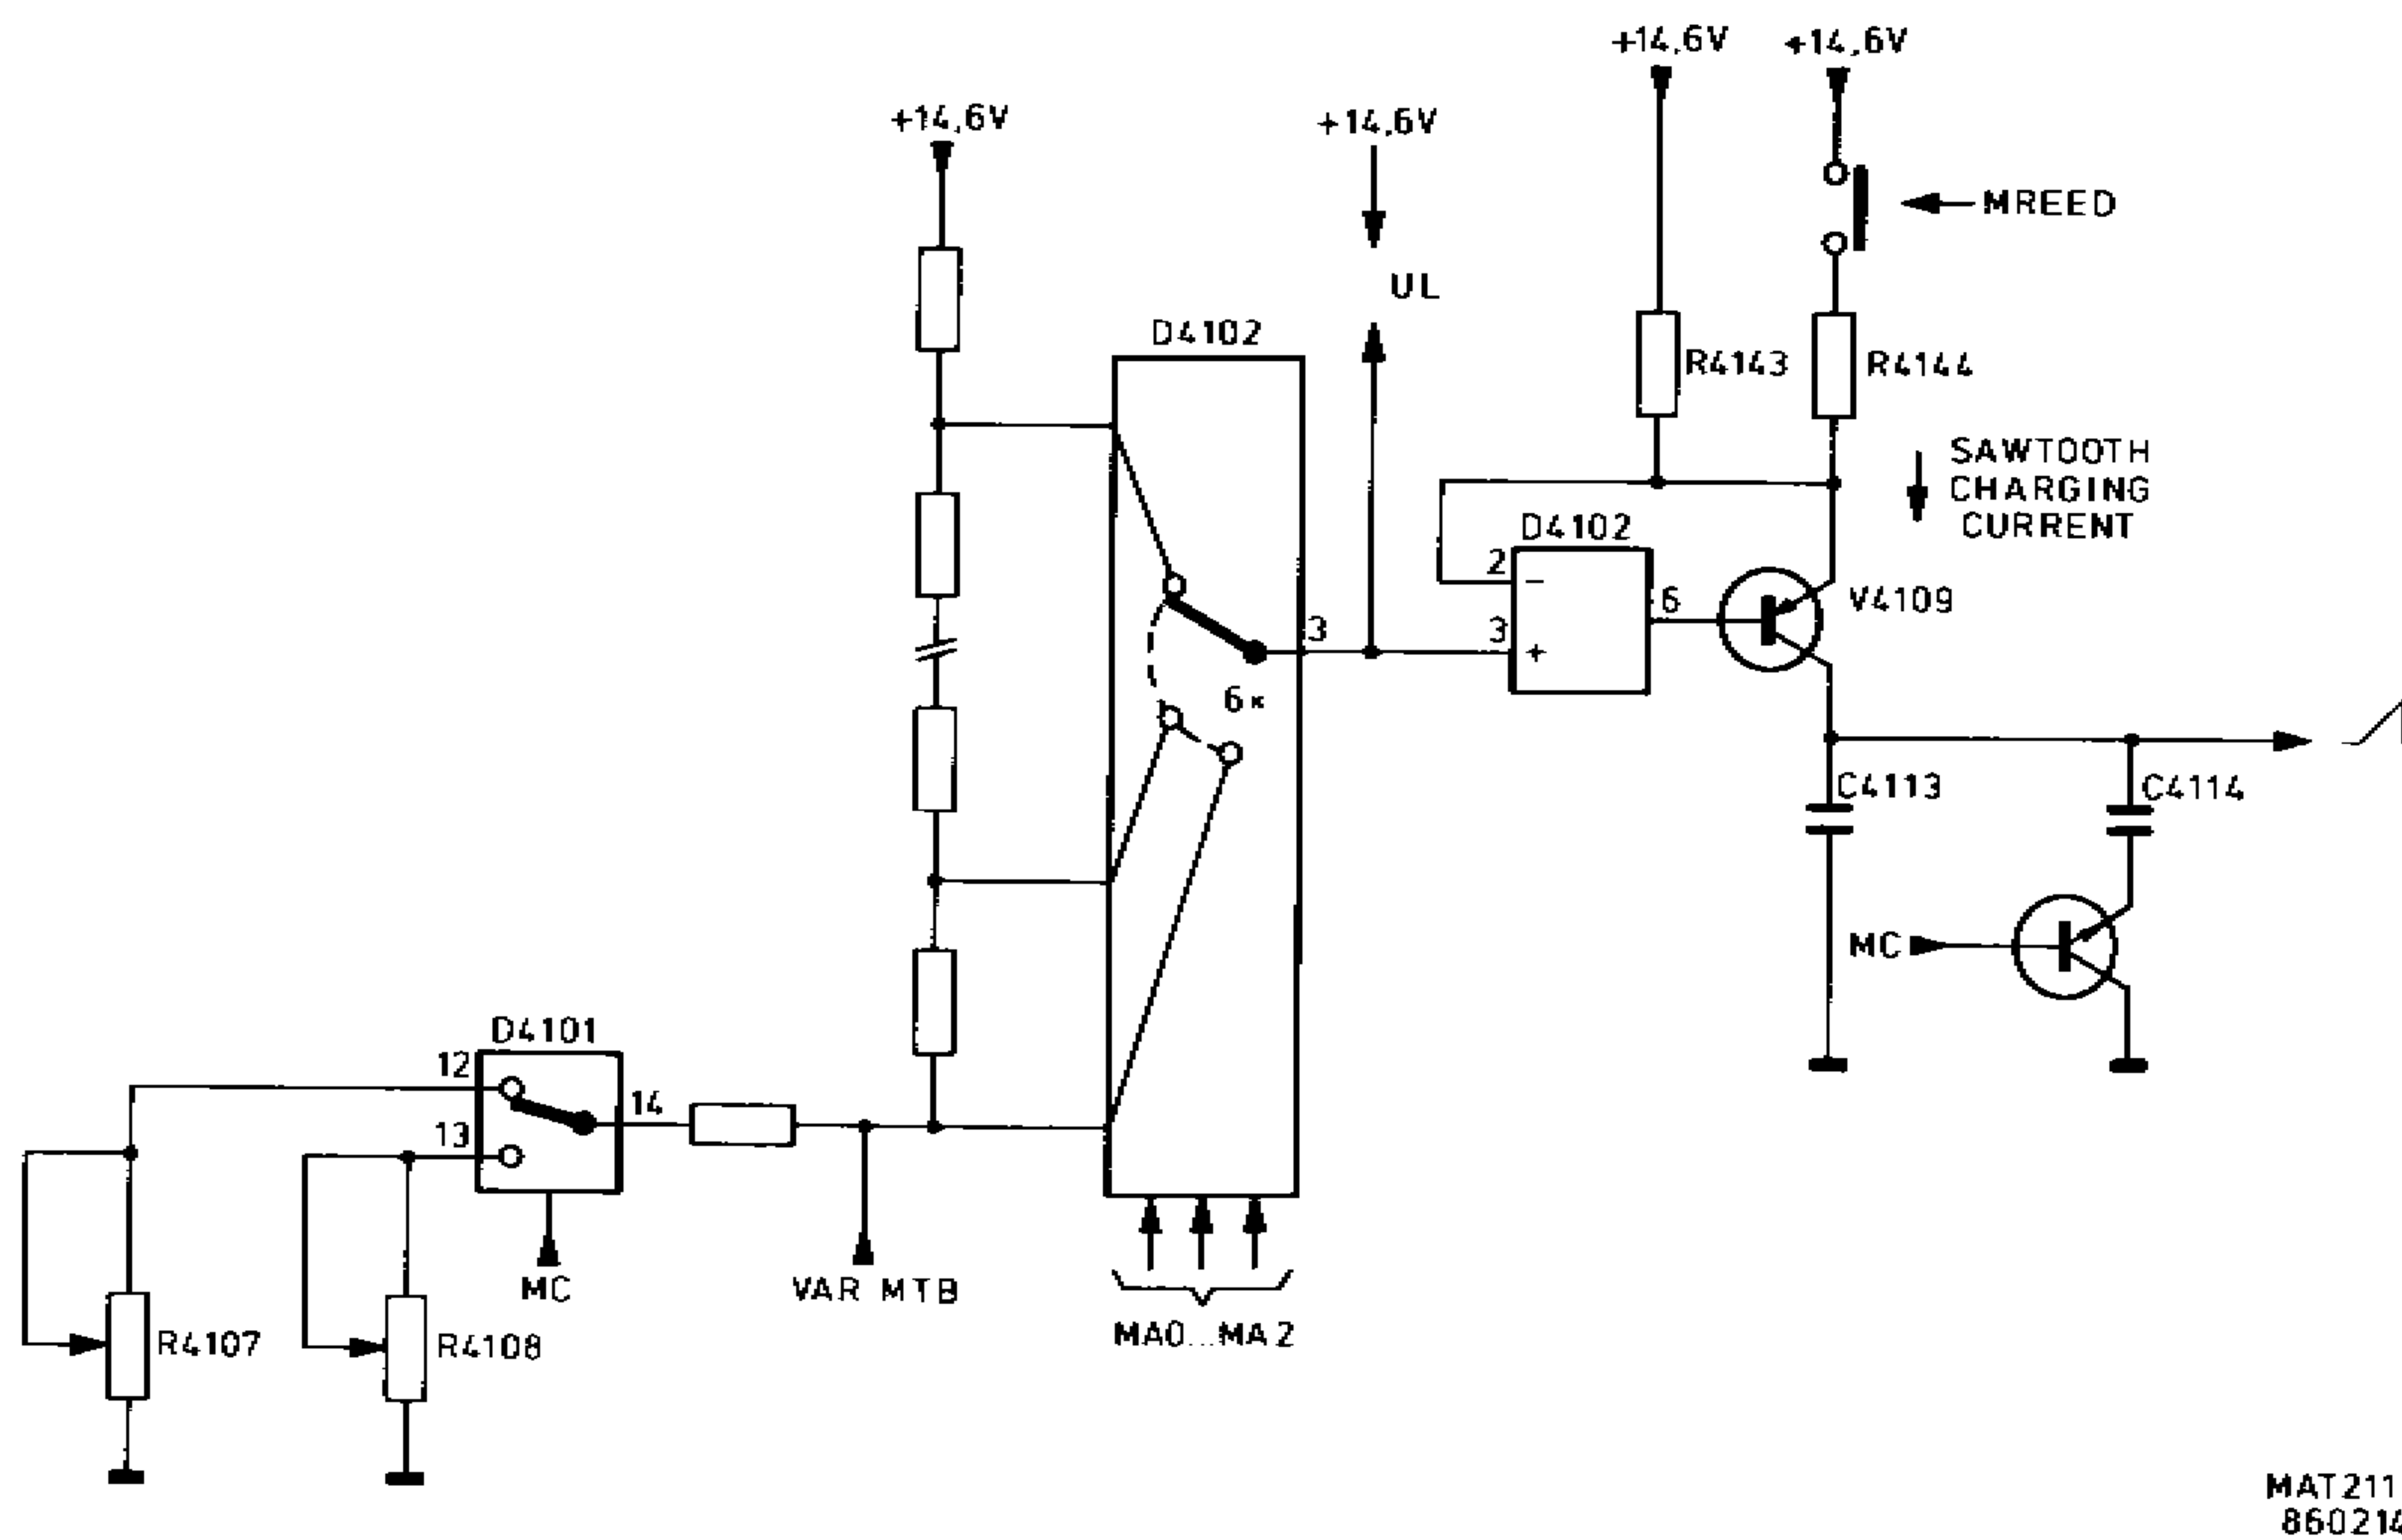 +14,6V
+14,6V
+14,6V
+14,6V
MREED
UL
D4102
R4143
R4144
SAWTOOTH
CHARGING
CURRENT
D4102
2
-
3
+
6
V4109
3
6x
C4113
C4114
MC
D4101
12
13
14
MC
VAR MTB
MA0...MA2
R4107
R4108
MAT211
860214